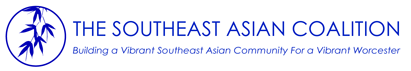 THE SOUTHEAST ASIAN COALITION
Building a Vibrant Southeast Asian Community For a Vibrant Worcester